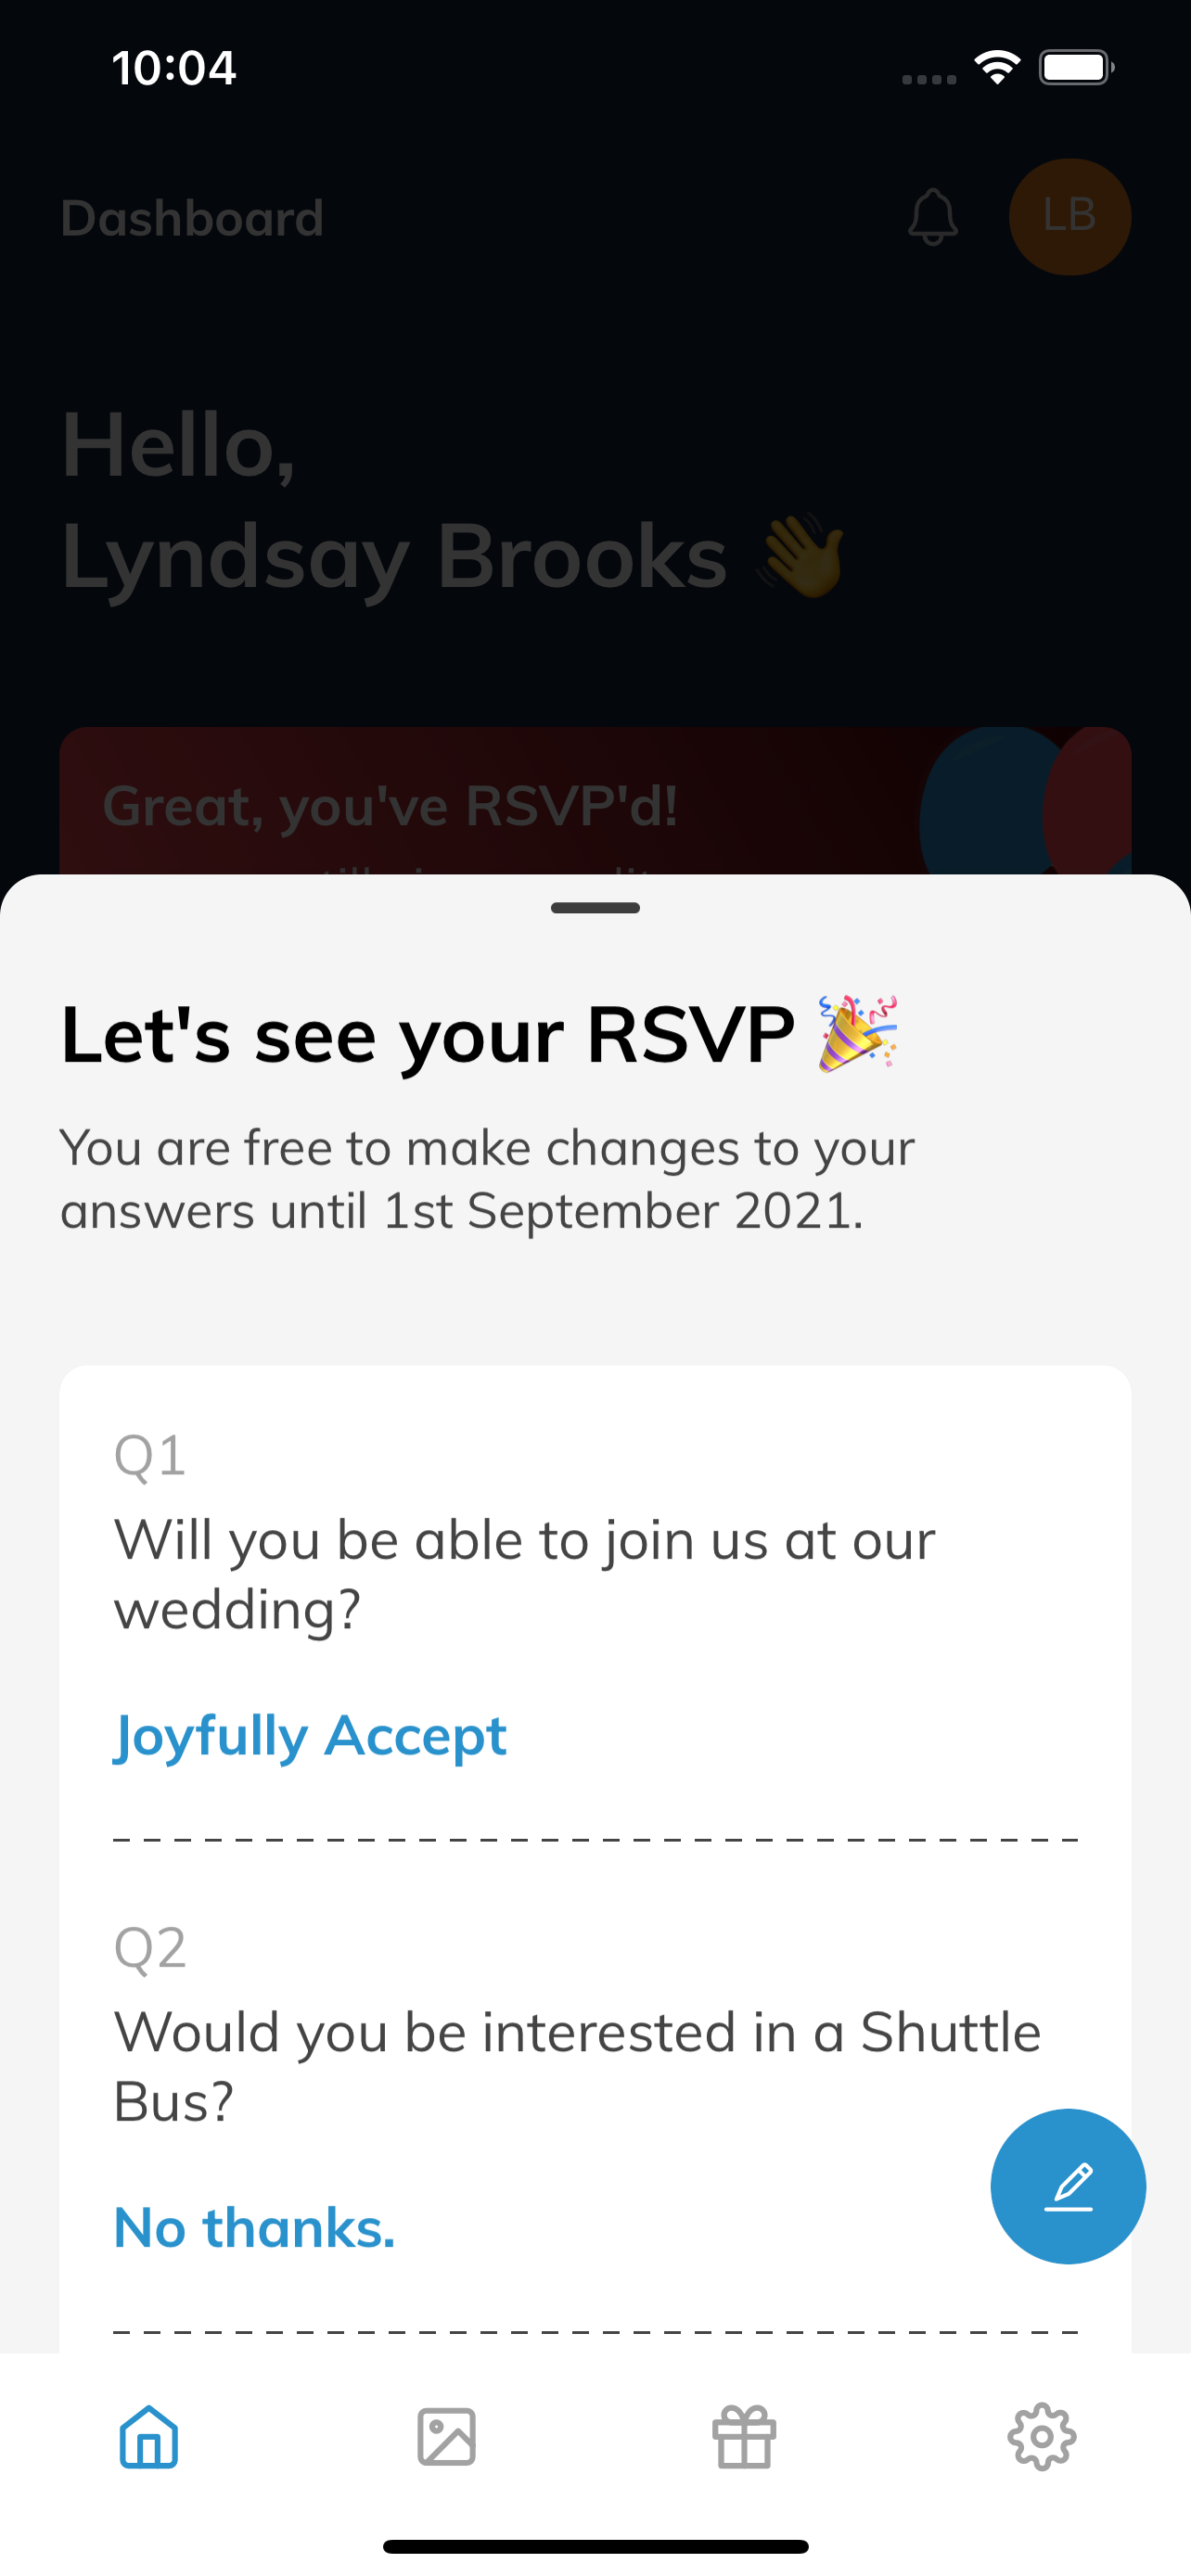 10:04
Dashboard
LB
Hello,
Lyndsay Brooks 👋
Great, you've RSVP'd!
Let's see your RSVP 🎉
You are free to make changes to your
answers until 1st September 2021.
Q1
Will you be able to join us at our
wedding?
Joyfully Accept
Q2
Would you be interested in a Shuttle
Bus?
No thanks.